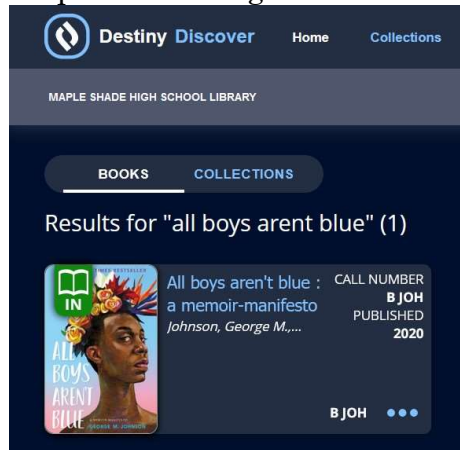 Destiny Discover Home Collections
MAPLE SHADE HIGH SCHOOL LIBRARY
BOOKS COLLECTIONS
Results for "all boys arent blue" (1)
IN
ALL
BOYS
ARENT
BLUE
All boys aren't blue :
a memoir-manifesto
Johnson, George M.,...
CALL NUMBER
B JOH
PUBLISHED
2020
B JOH